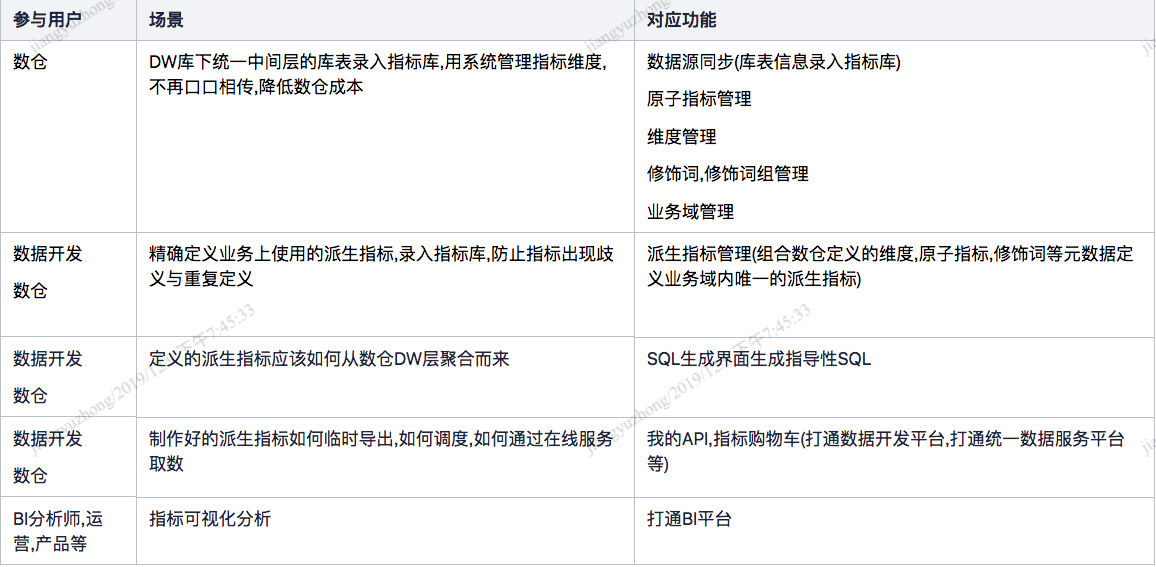 参与用户
场景
对应功能
数仓
DW库下统一中间层的库表录入指标库,用系统管理指标维度,
不再口口相传,降低数仓成本
数据源同步(库表信息录入指标库)
原子指标管理
维度管理
修饰词,修饰词组管理
业务域管理
数据开发
数仓
精确定义业务上使用的派生指标,录入指标库,防止指标出现歧
义与重复定义
派生指标管理(组合数仓定义的维度,原子指标,修饰词等元数据定
义业务域内唯一的派生指标)
数据开发
数仓
定义的派生指标应该如何从数仓DW层聚合而来
SQL生成界面生成指导性SQL
数据开发
数仓
制作好的派生指标如何临时导出,如何调度,如何通过在线服务
取数
我的API,指标购物车(打通数据开发平台,打通统一数据服务平台
等)
BI分析师,运
营,产品等
指标可视化分析
打通BI平台